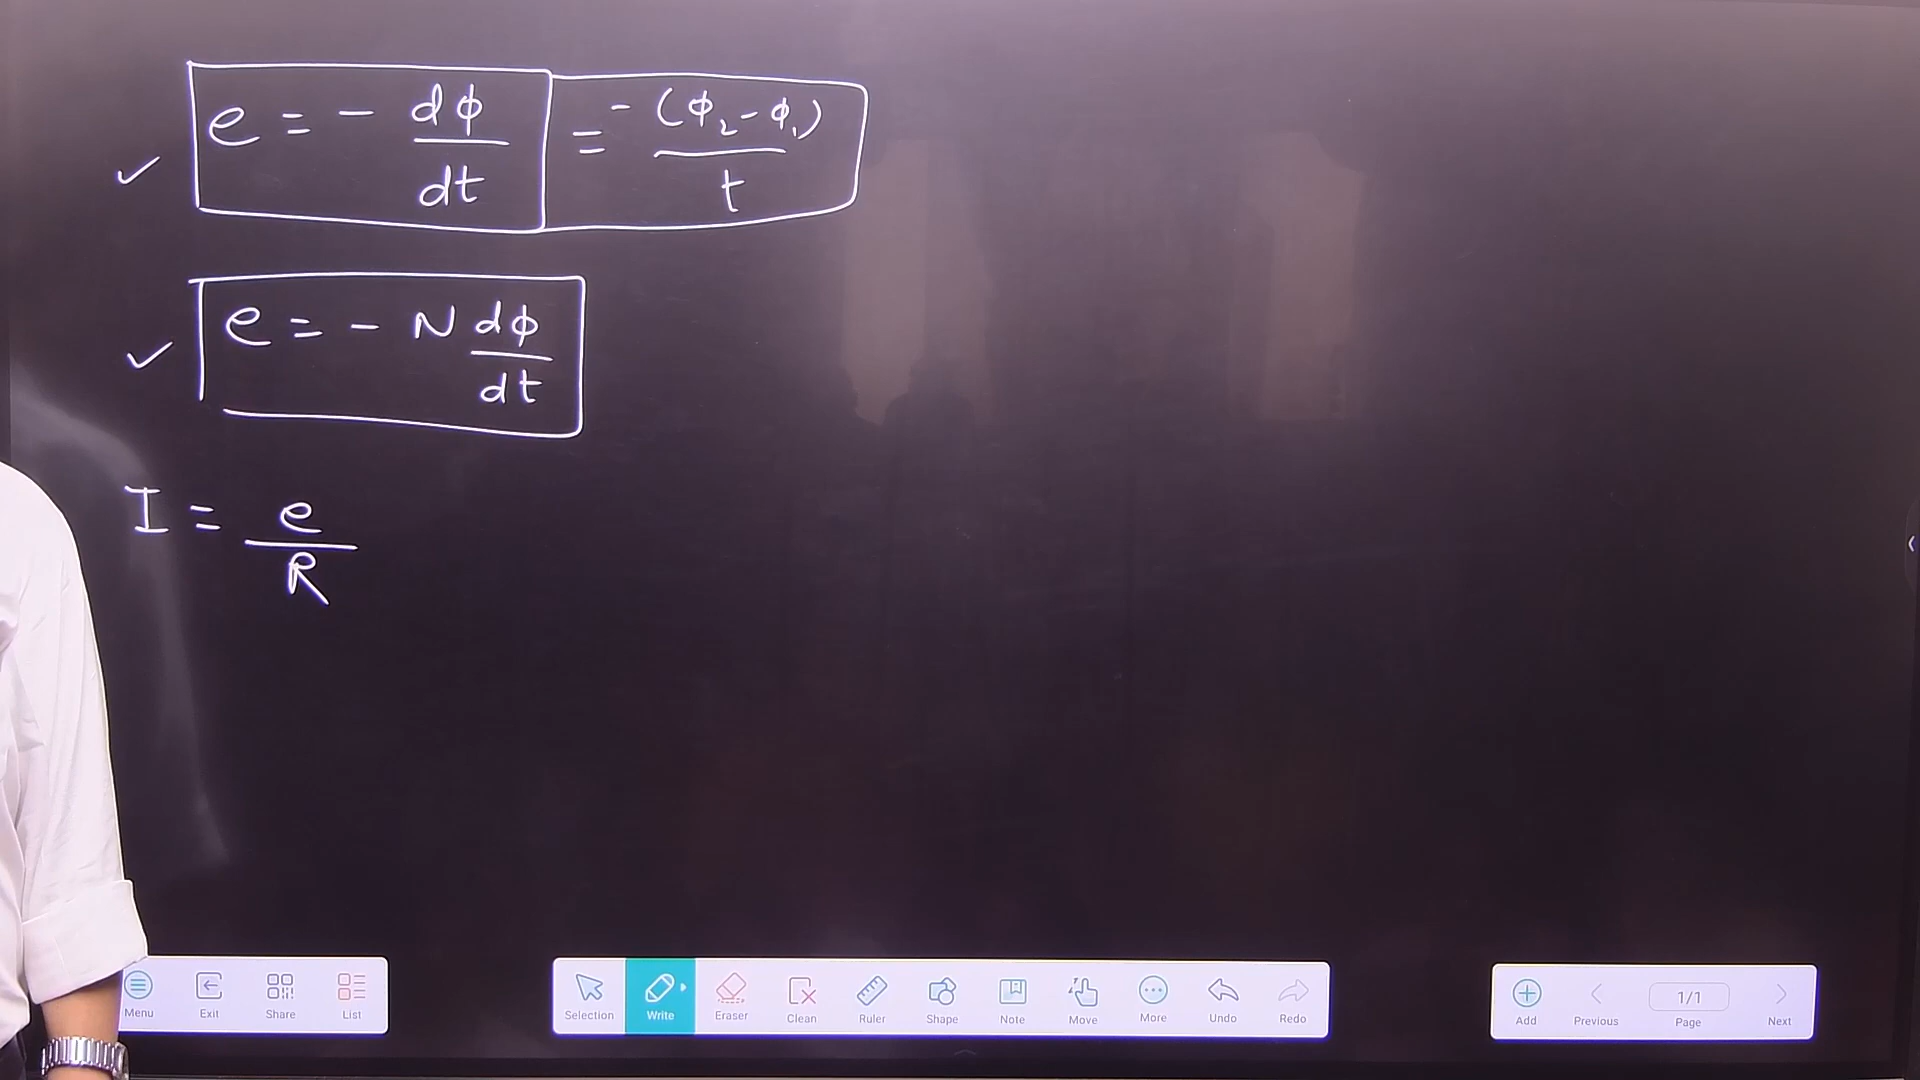 e = - dϕ/dt = -(ϕ₂-ϕ₁)/t
e = - N dϕ/dt
I = e/R
Menu Exit Share List Selection Write Eraser Clean Ruler Shape Note Move More Undo Redo Add Previous 1/1 Page Next